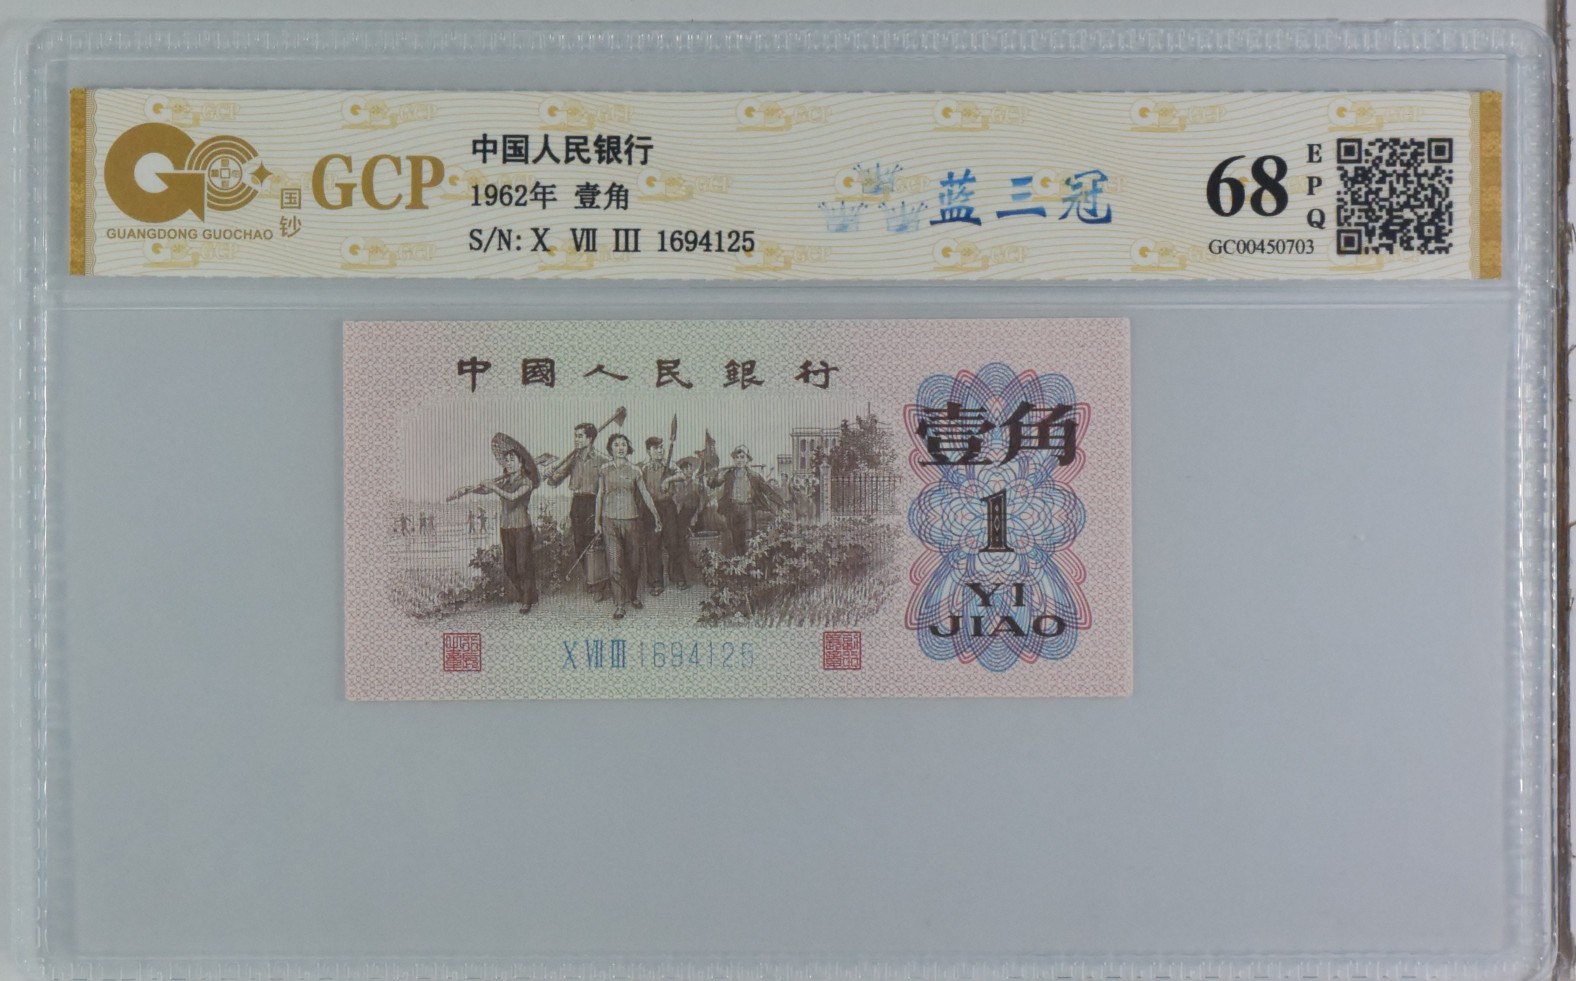 GUANGDONG GUOCHAO
国钞
GCP
中国人民银行
1962年 壹角
S/N: X Ⅶ Ⅲ 1694125
蓝三冠
68
EPQ
GC00450703
中國人民銀行
壹角
1
YI
JIAO
X Ⅶ Ⅲ 1694125